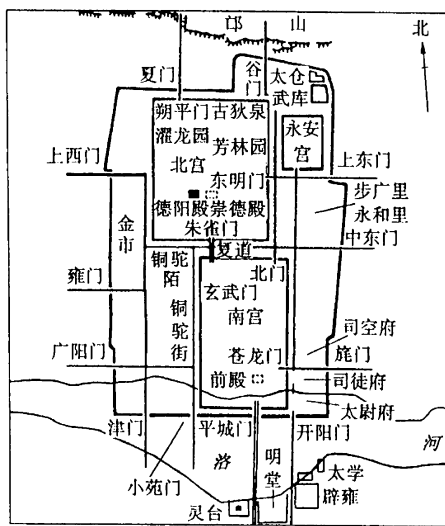 邙山
北
夏门
谷门
太仓
武库
朔平门 古狄泉
濯龙园
芳林园
永安宫
北宫
上西门
上东门
东明门
步广里
永和里
德阳殿 崇德殿
朱雀门
中东门
金市
复道
铜驼陌
北门
雍门
玄武门
铜驼街
南宫
司空府
广阳门
苍龙门
旄门
前殿
司徒府
太尉府
津门
平城门
开阳门
小苑门
洛河
明堂
太学
辟雍
灵台